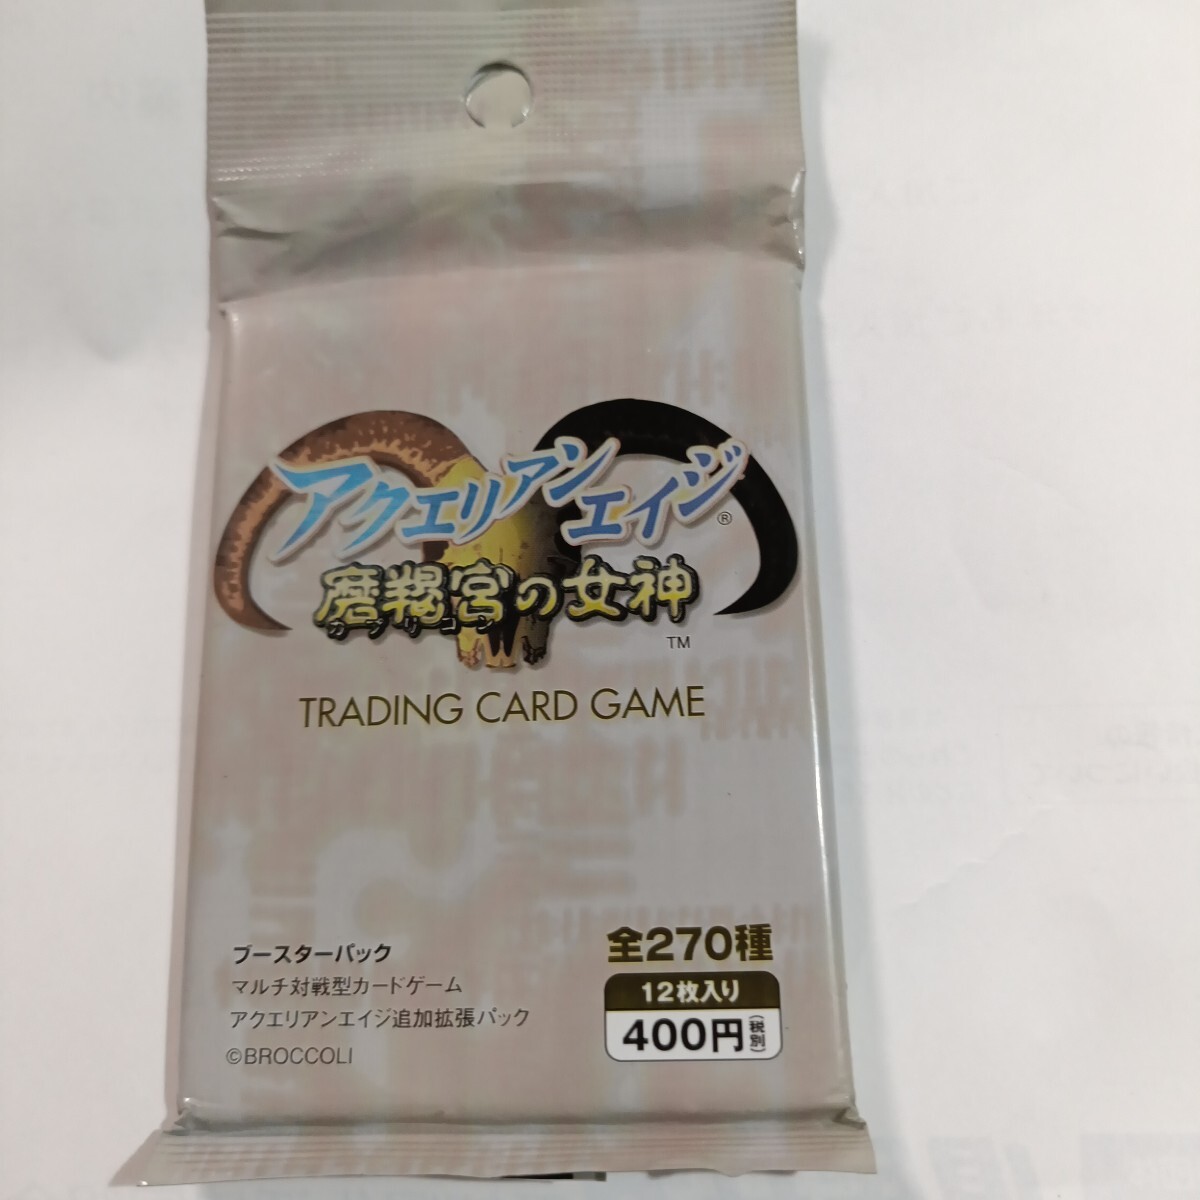 アクエリアンエイジ®
磨羯宮の女神
カプリコン
TM
TRADING CARD GAME
ブースターパック
マルチ対戦型カードゲーム
アクエリアンエイジ追加拡張パック
©BROCCOLI
全270種
12枚入り
400円(税別)